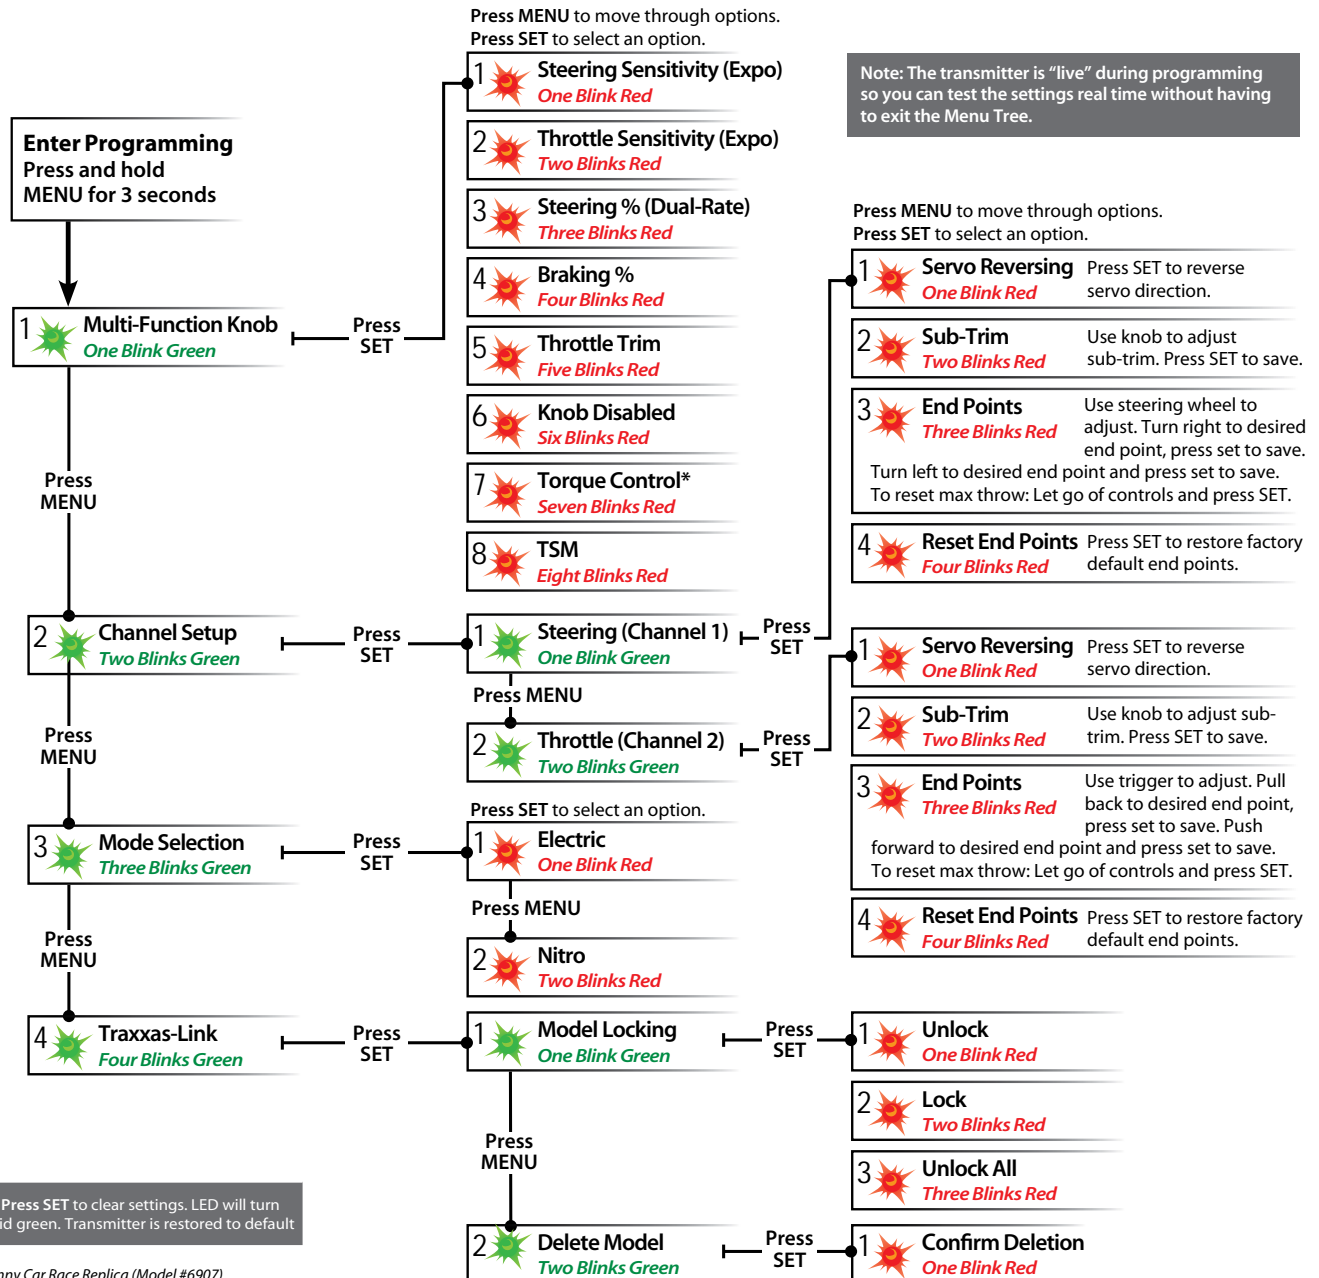 Press MENU to move through options.
Press SET to select an option.
1 Steering Sensitivity (Expo)
One Blink Red
2 Throttle Sensitivity (Expo)
Two Blinks Red
3 Steering % (Dual-Rate)
Three Blinks Red
4 Braking %
Four Blinks Red
5 Throttle Trim
Five Blinks Red
6 Knob Disabled
Six Blinks Red
7 Torque Control*
Seven Blinks Red
8 TSM
Eight Blinks Red
Note: The transmitter is “live” during programming
so you can test the settings real time without having
to exit the Menu Tree.
Enter Programming
Press and hold
MENU for 3 seconds
1 Multi-Function Knob
One Blink Green
Press
SET
Press
MENU
2 Channel Setup
Two Blinks Green
Press
SET
1 Steering (Channel 1)
One Blink Green
Press
SET
Press MENU
2 Throttle (Channel 2)
Two Blinks Green
Press
SET
Press MENU to move through options.
Press SET to select an option.
1 Servo Reversing Press SET to reverse
One Blink Red servo direction.
2 Sub-Trim Use knob to adjust
Two Blinks Red sub-trim. Press SET to save.
3 End Points Use steering wheel to
Three Blinks Red adjust. Turn right to desired
end point, press set to save.
Turn left to desired end point and press set to save.
To reset max throw: Let go of controls and press SET.
4 Reset End Points Press SET to restore factory
Four Blinks Red default end points.
1 Servo Reversing Press SET to reverse
One Blink Red servo direction.
2 Sub-Trim Use knob to adjust sub-
Two Blinks Red trim. Press SET to save.
3 End Points Use trigger to adjust. Pull
Three Blinks Red back to desired end point,
press set to save. Push
forward to desired end point and press set to save.
To reset max throw: Let go of controls and press SET.
4 Reset End Points Press SET to restore factory
Four Blinks Red default end points.
Press
MENU
3 Mode Selection
Three Blinks Green
Press
SET
Press SET to select an option.
1 Electric
One Blink Red
Press MENU
2 Nitro
Two Blinks Red
Press
MENU
4 Traxxas-Link
Four Blinks Green
Press
SET
1 Model Locking
One Blink Green
Press
SET
1 Unlock
One Blink Red
2 Lock
Two Blinks Red
3 Unlock All
Three Blinks Red
Press
MENU
2 Delete Model
Two Blinks Green
Press
SET
1 Confirm Deletion
One Blink Red
Press SET to clear settings. LED will turn
green. Transmitter is restored to default
Car Race Replica (Model #6907)